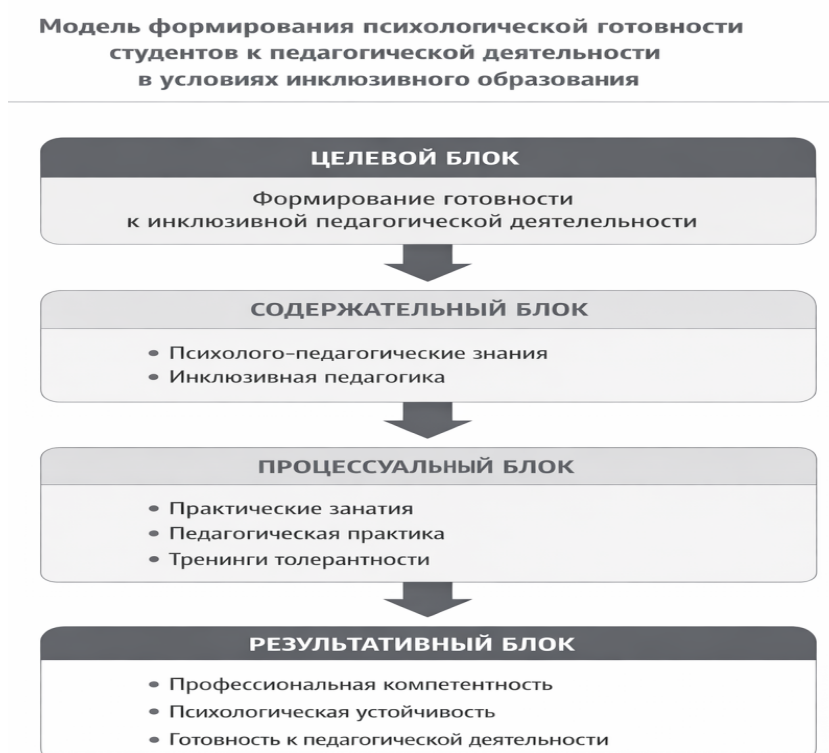 Модель формирования психологической готовности
студентов к педагогической деятельности
в условиях инклюзивного образования
ЦЕЛЕВОЙ БЛОК
Формирование готовности
к инклюзивной педагогической деятелельности
СОДЕРЖАТЕЛЬНЫЙ БЛОК
• Психолого-педагогические знания
• Инклюзивная педагогика
ПРОЦЕССУАЛЬНЫЙ БЛОК
• Практические занатия
• Педагогическая практика
• Тренинги толерантности
РЕЗУЛЬТАТИВНЫЙ БЛОК
• Профессиональная компетентность
• Психологическая устойчивость
• Готовность к педагогической деятельности